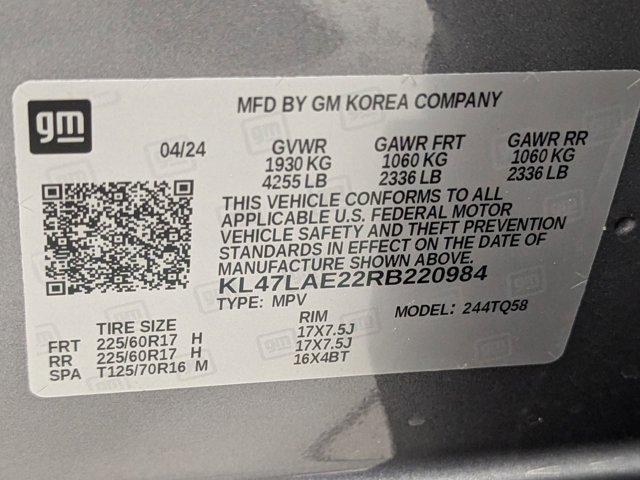 gm
MFD BY GM KOREA COMPANY
04/24 GVWR GAWR FRT GAWR RR
1930 KG 1060 KG 1060 KG
4255 LB 2336 LB 2336 LB
THIS VEHICLE CONFORMS TO ALL
APPLICABLE U.S. FEDERAL MOTOR
VEHICLE SAFETY AND THEFT PREVENTION
STANDARDS IN EFFECT ON THE DATE OF
MANUFACTURE SHOWN ABOVE.
KL47LAE22RB220984
TYPE: MPV MODEL: 244TQ58
TIRE SIZE RIM
FRT 225/60R17 H 17X7.5J
RR 225/60R17 H 17X7.5J
SPA T125/70R16 M 16X4BT